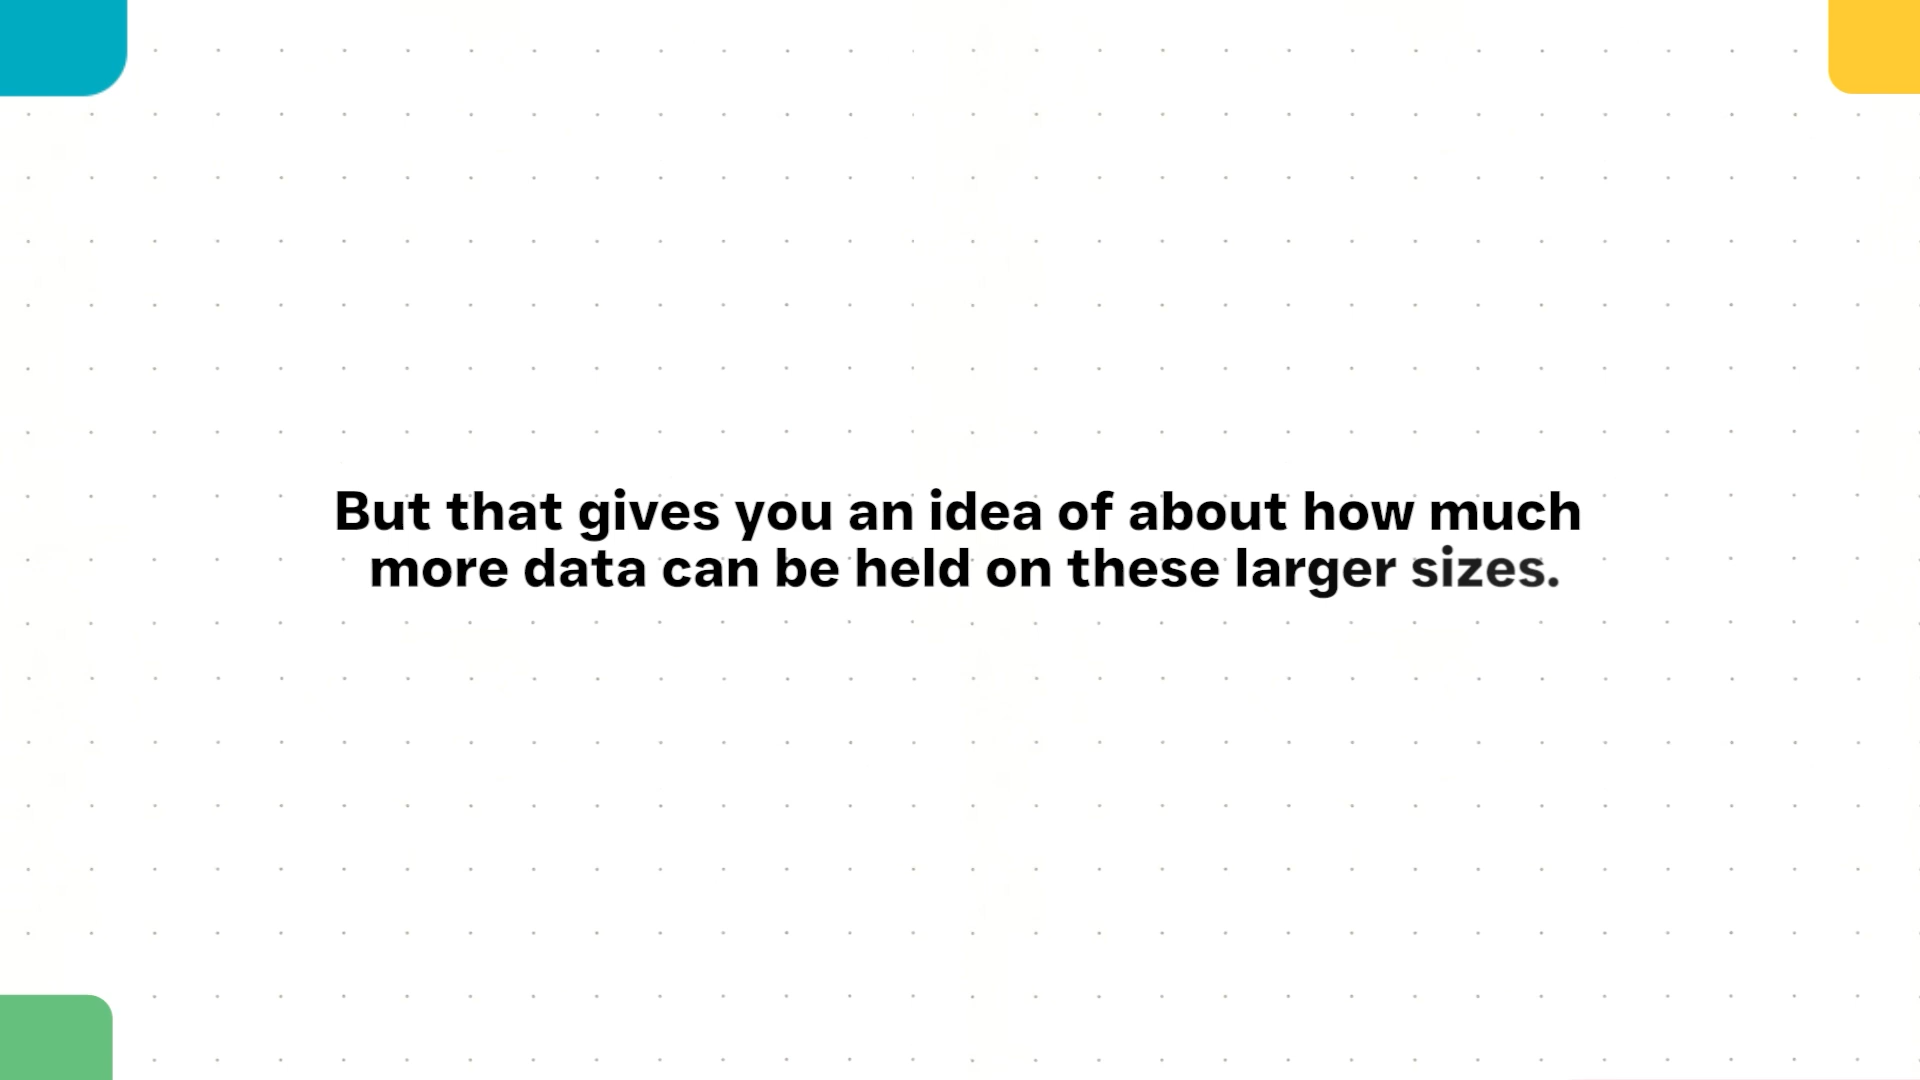 But that gives you an idea of about how much
more data can be held on these larger sizes.